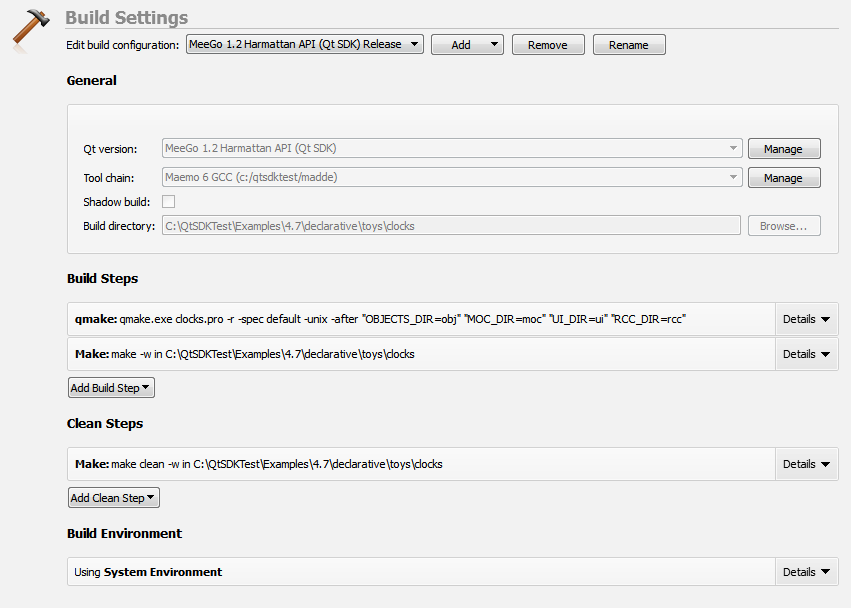 Build Settings
Edit build configuration: MeeGo 1.2 Harmattan API (Qt SDK) Release Add Remove Rename
General
Qt version: MeeGo 1.2 Harmattan API (Qt SDK) Manage
Tool chain: Maemo 6 GCC (c:/qtsdktest/madde) Manage
Shadow build:
Build directory: C:\QtSDKTest\Examples\4.7\declarative\toys\clocks Browse...
Build Steps
qmake: qmake.exe clocks.pro -r -spec default -unix -after "OBJECTS_DIR=obj" "MOC_DIR=moc" "UI_DIR=ui" "RCC_DIR=rcc" Details
Make: make -w in C:\QtSDKTest\Examples\4.7\declarative\toys\clocks Details
Add Build Step
Clean Steps
Make: make clean -w in C:\QtSDKTest\Examples\4.7\declarative\toys\clocks Details
Add Clean Step
Build Environment
Using System Environment Details